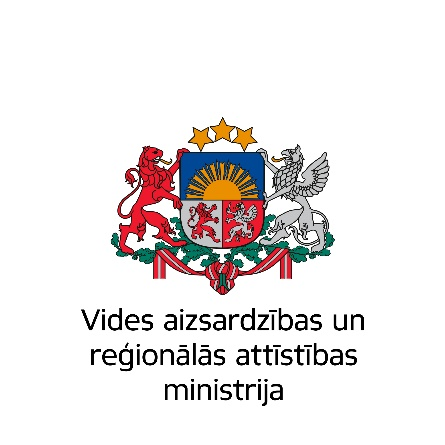 Vides aizsardzības un
reģionālās attīstības
ministrija